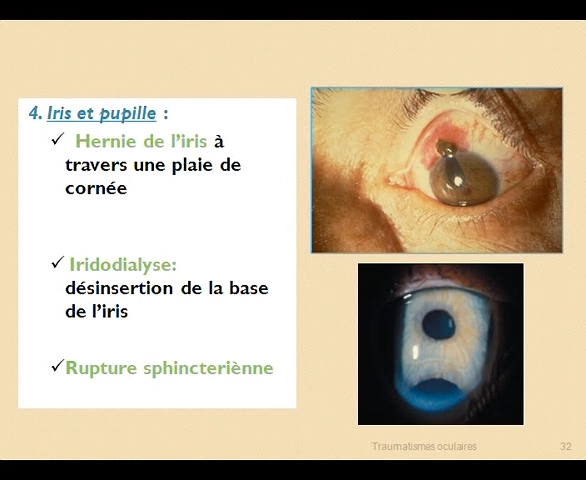 4. Iris et pupille :
✓ Hernie de l'iris à
travers une plaie de
cornée
✓ Iridodialyse:
désinsertion de la base
de l'iris
✓Rupture sphincteriènne
Traumatismes oculaires
32